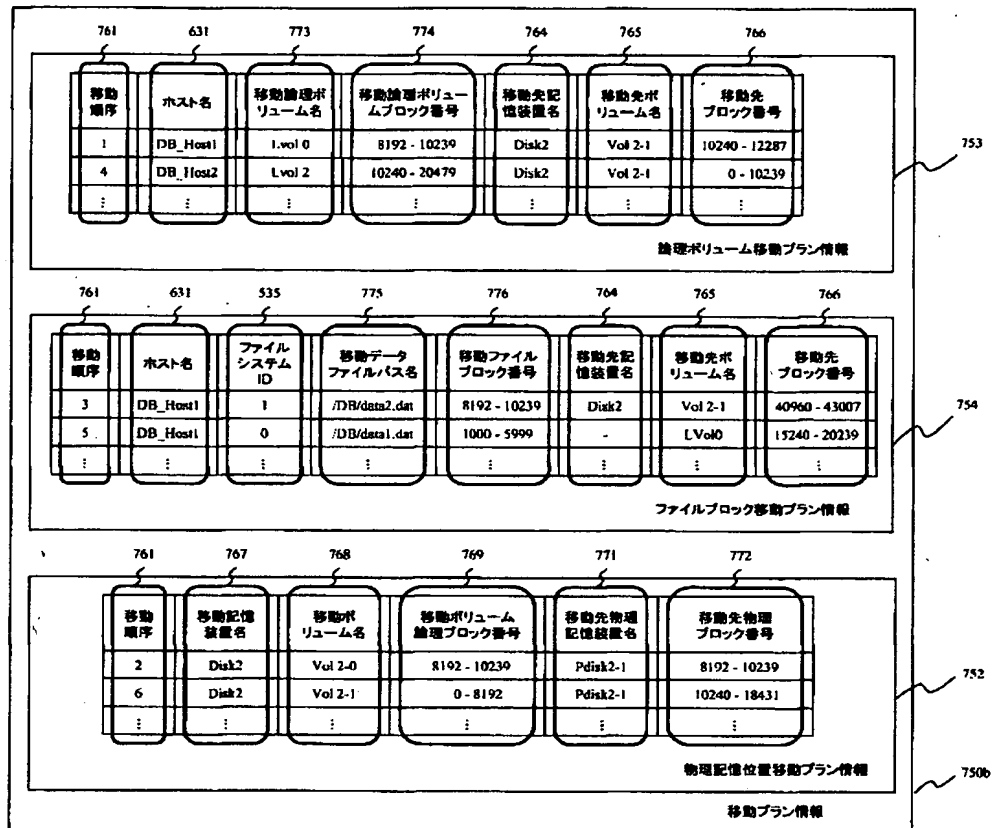 761 631 773 774 764 765 766
移動順序 ホスト名 移動論理ボリューム名 移動論理ボリュームブロック番号 移動先記憶装置名 移動先ボリューム名 移動先ブロック番号
1 DB_Host1 Lvol 0 8192 - 10239 Disk2 Vol 2-1 10240 - 12287
4 DB_Host2 Lvol 2 10240 - 20479 Disk2 Vol 2-1 0 - 10239
⋮ ⋮ ⋮ ⋮ ⋮ ⋮ ⋮
論理ボリューム移動プラン情報
753
761 631 535 775 776 764 765 766
移動順序 ホスト名 ファイルシステムID 移動データファイルパス名 移動ファイルブロック番号 移動先記憶装置名 移動先ボリューム名 移動先ブロック番号
3 DB_Host1 1 /DB/data2.dat 8192 - 10239 Disk2 Vol 2-1 40960 - 43007
5 DB_Host1 0 /DB/data1.dat 1000 - 5999 - LVol0 15240 - 20239
⋮ ⋮ ⋮ ⋮ ⋮ ⋮ ⋮ ⋮
ファイルブロック移動プラン情報
754
761 767 768 769 771 772
移動順序 移動記憶装置名 移動ボリューム名 移動ボリューム論理ブロック番号 移動先物理記憶装置名 移動先物理ブロック番号
2 Disk2 Vol 2-0 8192 - 10239 Pdisk2-1 8192 - 10239
6 Disk2 Vol 2-1 0 - 8192 Pdisk2-1 10240 - 18431
⋮ ⋮ ⋮ ⋮ ⋮ ⋮
物理記憶位置移動プラン情報
752
移動プラン情報
750b